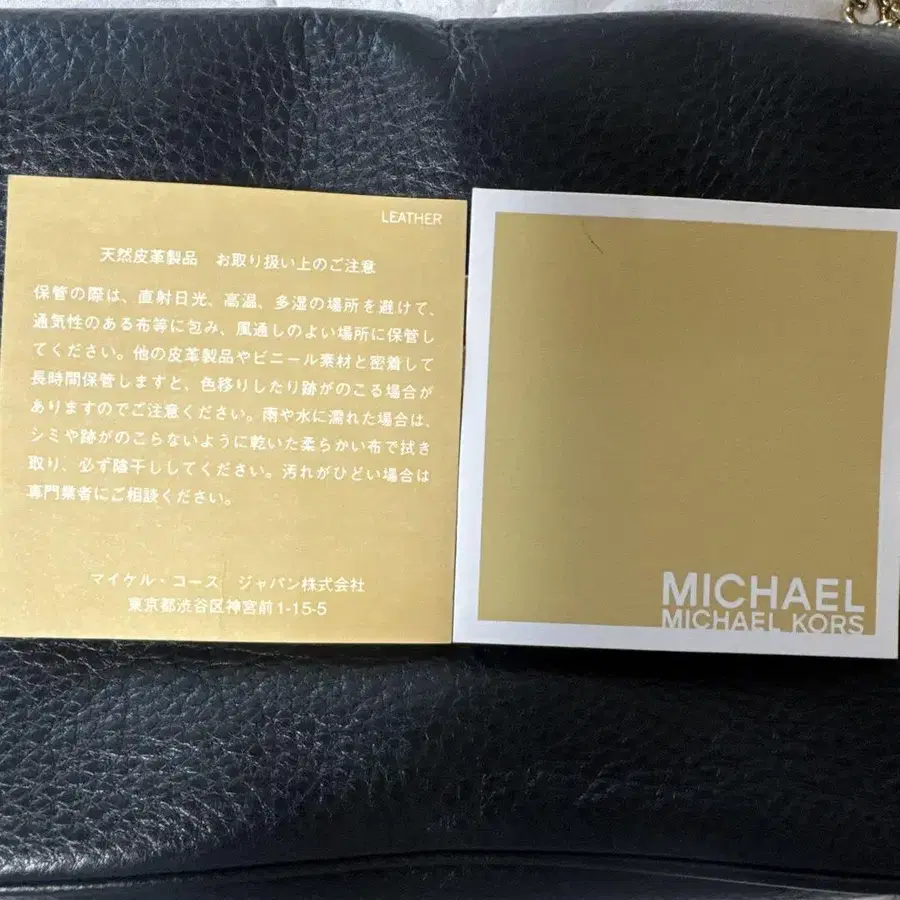 LEATHER
天然皮革製品　お取り扱い上のご注意
保管の際は、直射日光、高温、多湿の場所を避けて、
通気性のある布等に包み、風通しのよい場所に保管し
てください。他の皮革製品やビニール素材と密着して
長時間保管しますと、色移りしたり跡がのこる場合が
ありますのでご注意ください。雨や水に濡れた場合は、
シミや跡がのこらないように乾いた柔らかい布で拭き
取り、必ず陰干ししてください。汚れがひどい場合は
専門業者にご相談ください。
マイケル・コース　ジャパン株式会社
東京都渋谷区神宮前1-15-5
MICHAEL
MICHAEL KORS